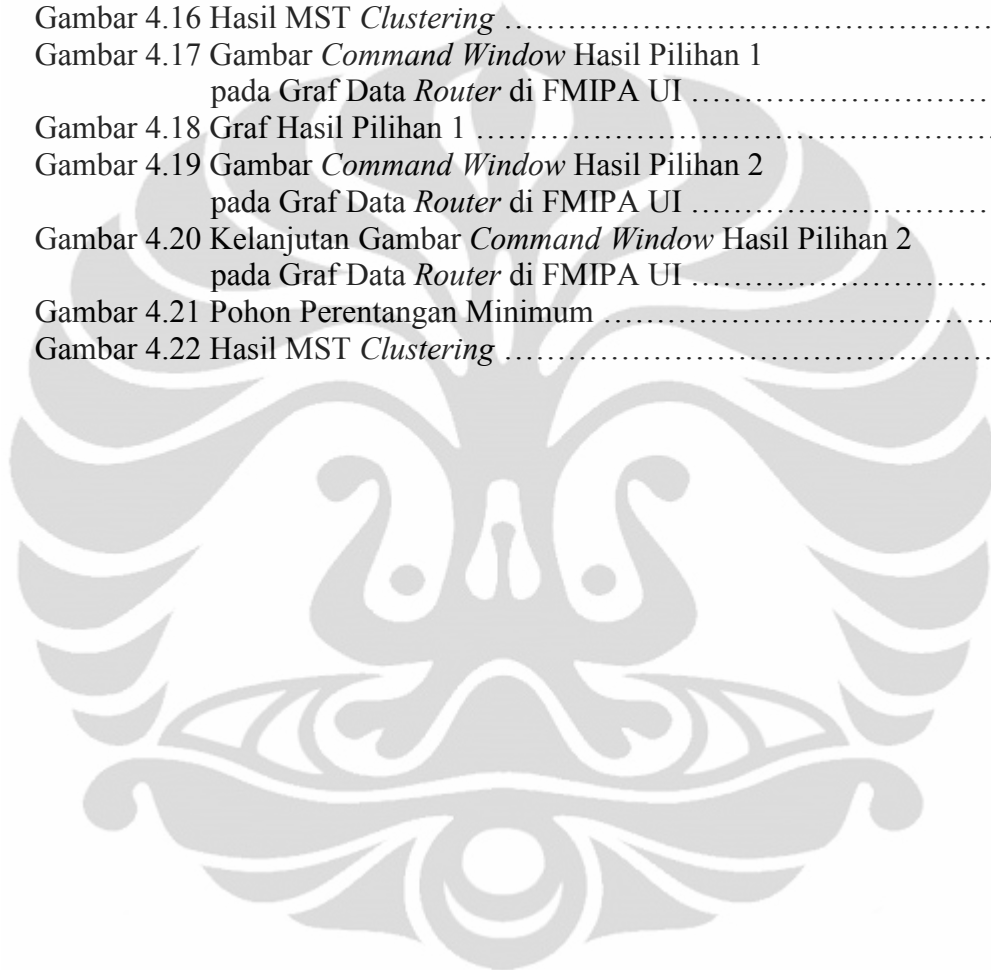 Gambar 4.16 Hasil MST Clustering ……………………………………………
Gambar 4.17 Gambar Command Window Hasil Pilihan 1
pada Graf Data Router di FMIPA UI …………………………
Gambar 4.18 Graf Hasil Pilihan 1 ………………………………………………
Gambar 4.19 Gambar Command Window Hasil Pilihan 2
pada Graf Data Router di FMIPA UI …………………………
Gambar 4.20 Kelanjutan Gambar Command Window Hasil Pilihan 2
pada Graf Data Router di FMIPA UI …………………………
Gambar 4.21 Pohon Perentangan Minimum …………………………………
Gambar 4.22 Hasil MST Clustering ……………………………………………